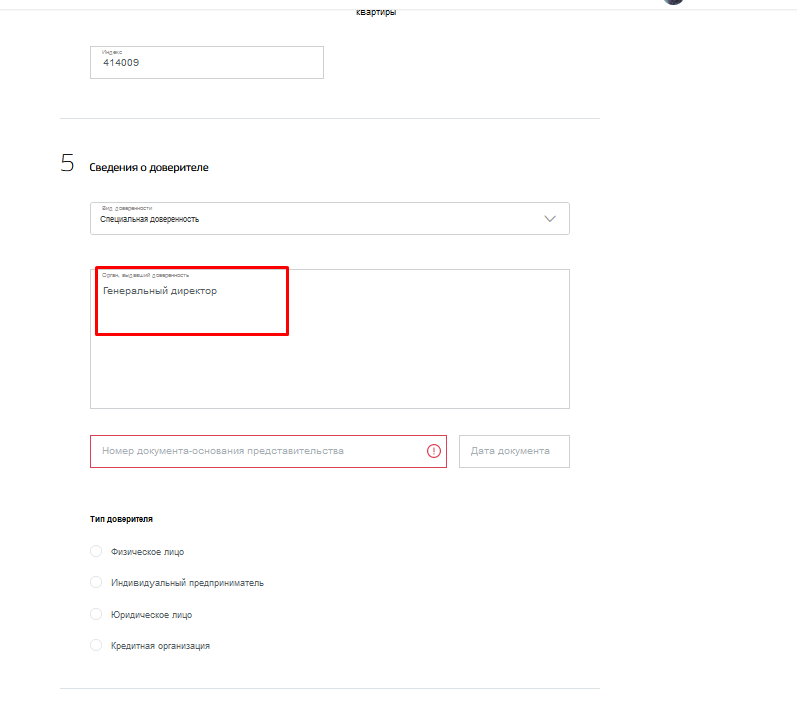 квартиры
Индекс
414009
5 Сведения о доверителе
Вид доверенности
Специальная доверенность
Орган, выдавший доверенность
Генеральный директор
Номер документа-основания представительства
Дата документа
Тип доверителя
Физическое лицо
Индивидуальный предприниматель
Юридическое лицо
Кредитная организация